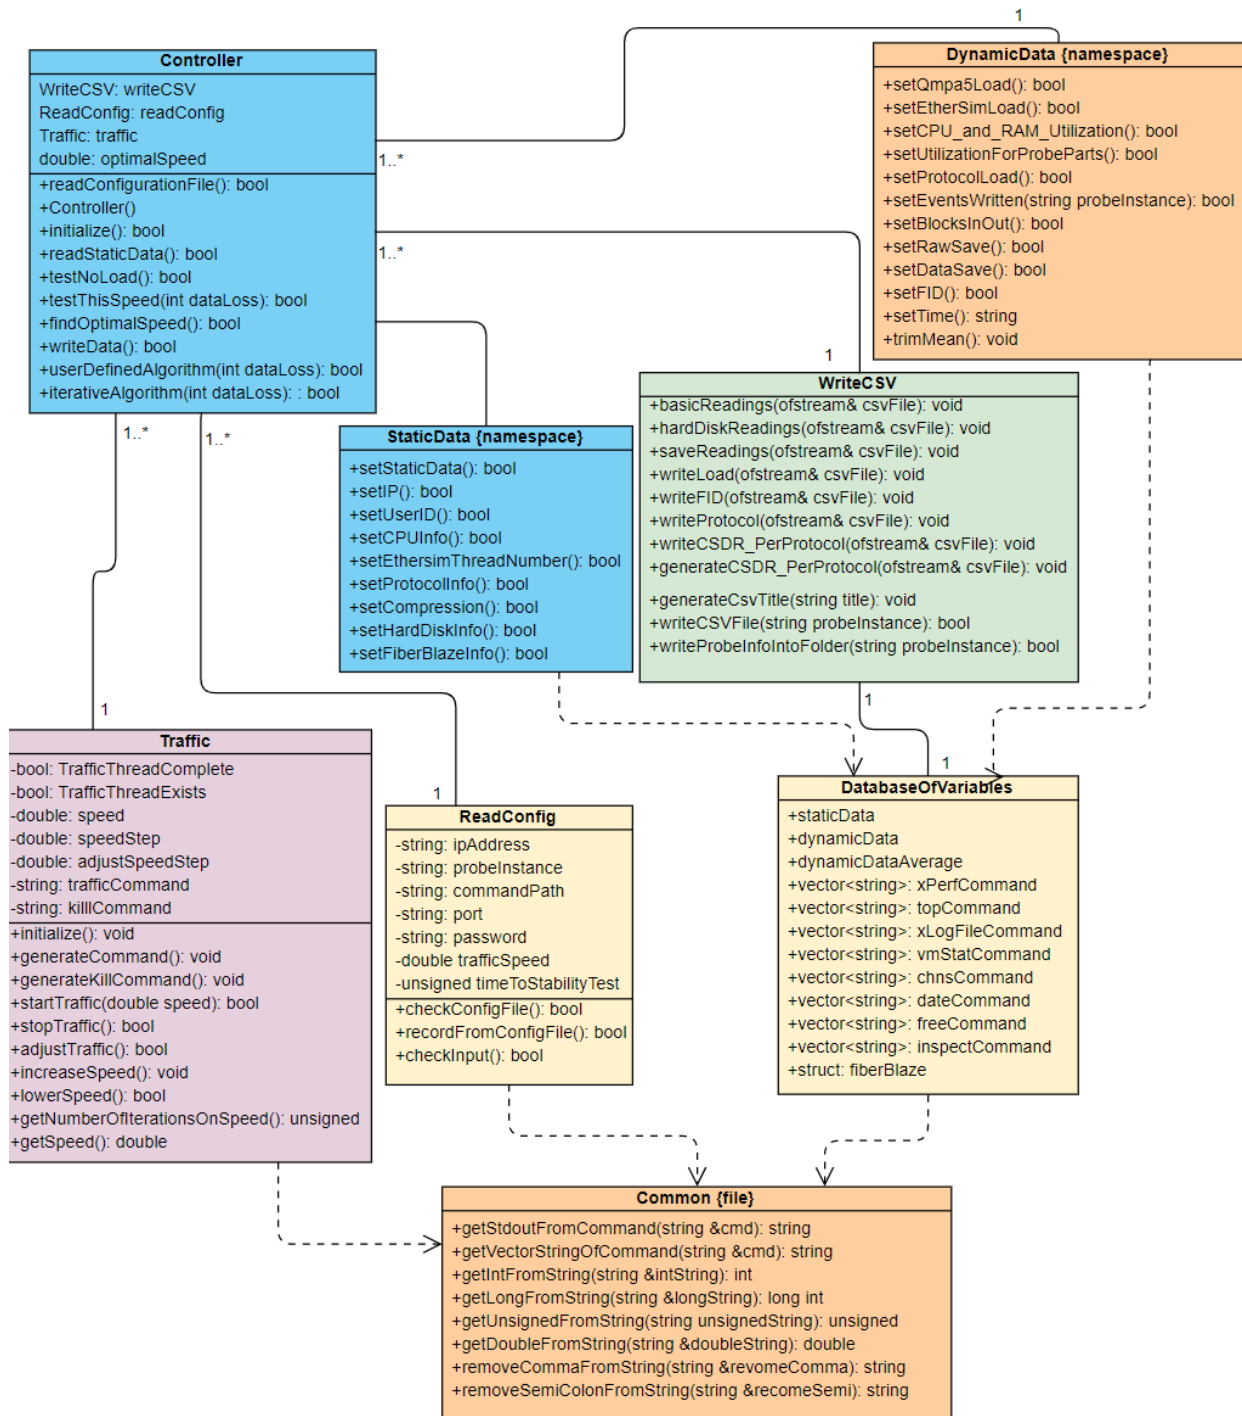 1
Controller
WriteCSV: writeCSV
ReadConfig: readConfig
Traffic: traffic
double: optimalSpeed
+readConfigurationFile(): bool
+Controller()
+initialize(): bool
+readStaticData(): bool
+testNoLoad(): bool
+testThisSpeed(int dataLoss): bool
+findOptimalSpeed(): bool
+writeData(): bool
+userDefinedAlgorithm(int dataLoss): bool
+iterativeAlgorithm(int dataLoss): : bool
1..*
1..*
1..*
1..*
DynamicData {namespace}
+setQmpa5Load(): bool
+setEtherSimLoad(): bool
+setCPU_and_RAM_Utilization(): bool
+setUtilizationForProbeParts(): bool
+setProtocolLoad(): bool
+setEventsWritten(string probeInstance): bool
+setBlocksInOut(): bool
+setRawSave(): bool
+setDataSave(): bool
+setFID(): bool
+setTime(): string
+trimMean(): void
StaticData {namespace}
+setStaticData(): bool
+setIP(): bool
+setUserID(): bool
+setCPUInfo(): bool
+setEthersimThreadNumber(): bool
+setProtocolInfo(): bool
+setCompression(): bool
+setHardDiskInfo(): bool
+setFiberBlazeInfo(): bool
1
WriteCSV
+basicReadings(ofstream& csvFile): void
+hardDiskReadings(ofstream& csvFile): void
+saveReadings(ofstream& csvFile): void
+writeLoad(ofstream& csvFile): void
+writeFID(ofstream& csvFile): void
+writeProtocol(ofstream& csvFile): void
+writeCSDR_PerProtocol(ofstream& csvFile): void
+generateCSDR_PerProtocol(ofstream& csvFile): void
+generateCsvTitle(string title): void
+writeCSVFile(string probeInstance): bool
+writeProbeInfoIntoFolder(string probeInstance): bool
1
1
Traffic
-bool: TrafficThreadComplete
-bool: TrafficThreadExists
-double: speed
-double: speedStep
-double: adjustSpeedStep
-string: trafficCommand
-string: killlCommand
+initialize(): void
+generateCommand(): void
+generateKillCommand(): void
+startTraffic(double speed): bool
+stopTraffic(): bool
+adjustTraffic(): bool
+increaseSpeed(): void
+lowerSpeed(): bool
+getNumberOfIterationsOnSpeed(): unsigned
+getSpeed(): double
1
ReadConfig
-string: ipAddress
-string: probeInstance
-string: commandPath
-string: port
-string: password
-double trafficSpeed
-unsigned timeToStabilityTest
+checkConfigFile(): bool
+recordFromConfigFile(): bool
+checkInput(): bool
1
DatabaseOfVariables
+staticData
+dynamicData
+dynamicDataAverage
+vector<string>: xPerfCommand
+vector<string>: topCommand
+vector<string>: xLogFileCommand
+vector<string>: vmStatCommand
+vector<string>: chnsCommand
+vector<string>: dateCommand
+vector<string>: freeCommand
+vector<string>: inspectCommand
+struct: fiberBlaze
Common {file}
+getStdoutFromCommand(string &cmd): string
+getVectorStringOfCommand(string &cmd): string
+getIntFromString(string &intString): int
+getLongFromString(string &longString): long int
+getUnsignedFromString(string unsignedString): unsigned
+getDoubleFromString(string &doubleString): double
+removeCommaFromString(string &revomeComma): string
+removeSemiColonFromString(string &recomeSemi): string